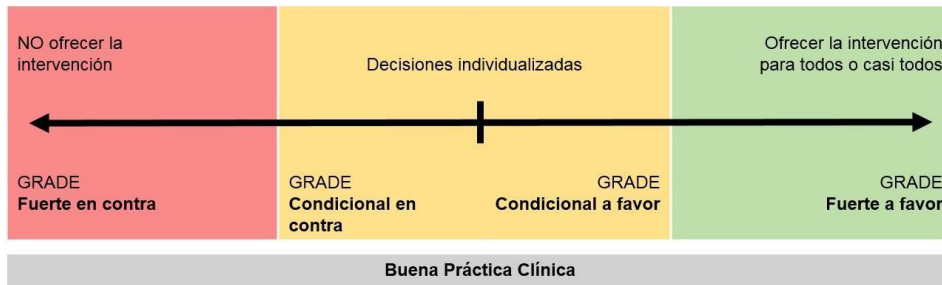 NO ofrecer la
intervención
Decisiones individualizadas
Ofrecer la intervención
para todos o casi todos
GRADE
Fuerte en contra
GRADE
Condicional en
contra
GRADE
Condicional a favor
GRADE
Fuerte a favor
Buena Práctica Clínica